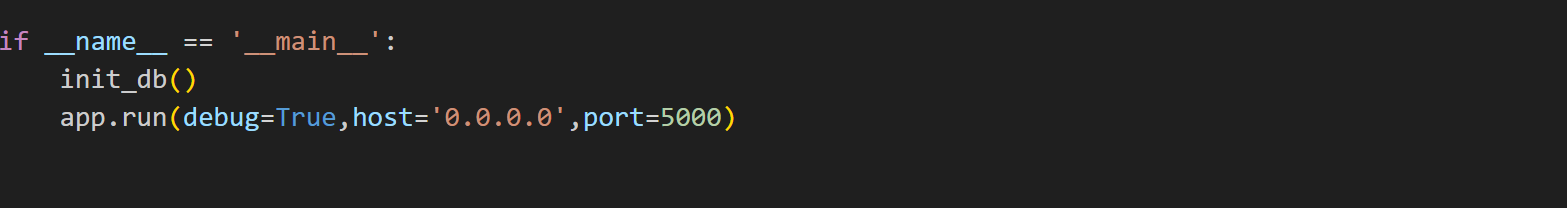 if __name__ == '__main__':
    init_db()
    app.run(debug=True,host='0.0.0.0',port=5000)